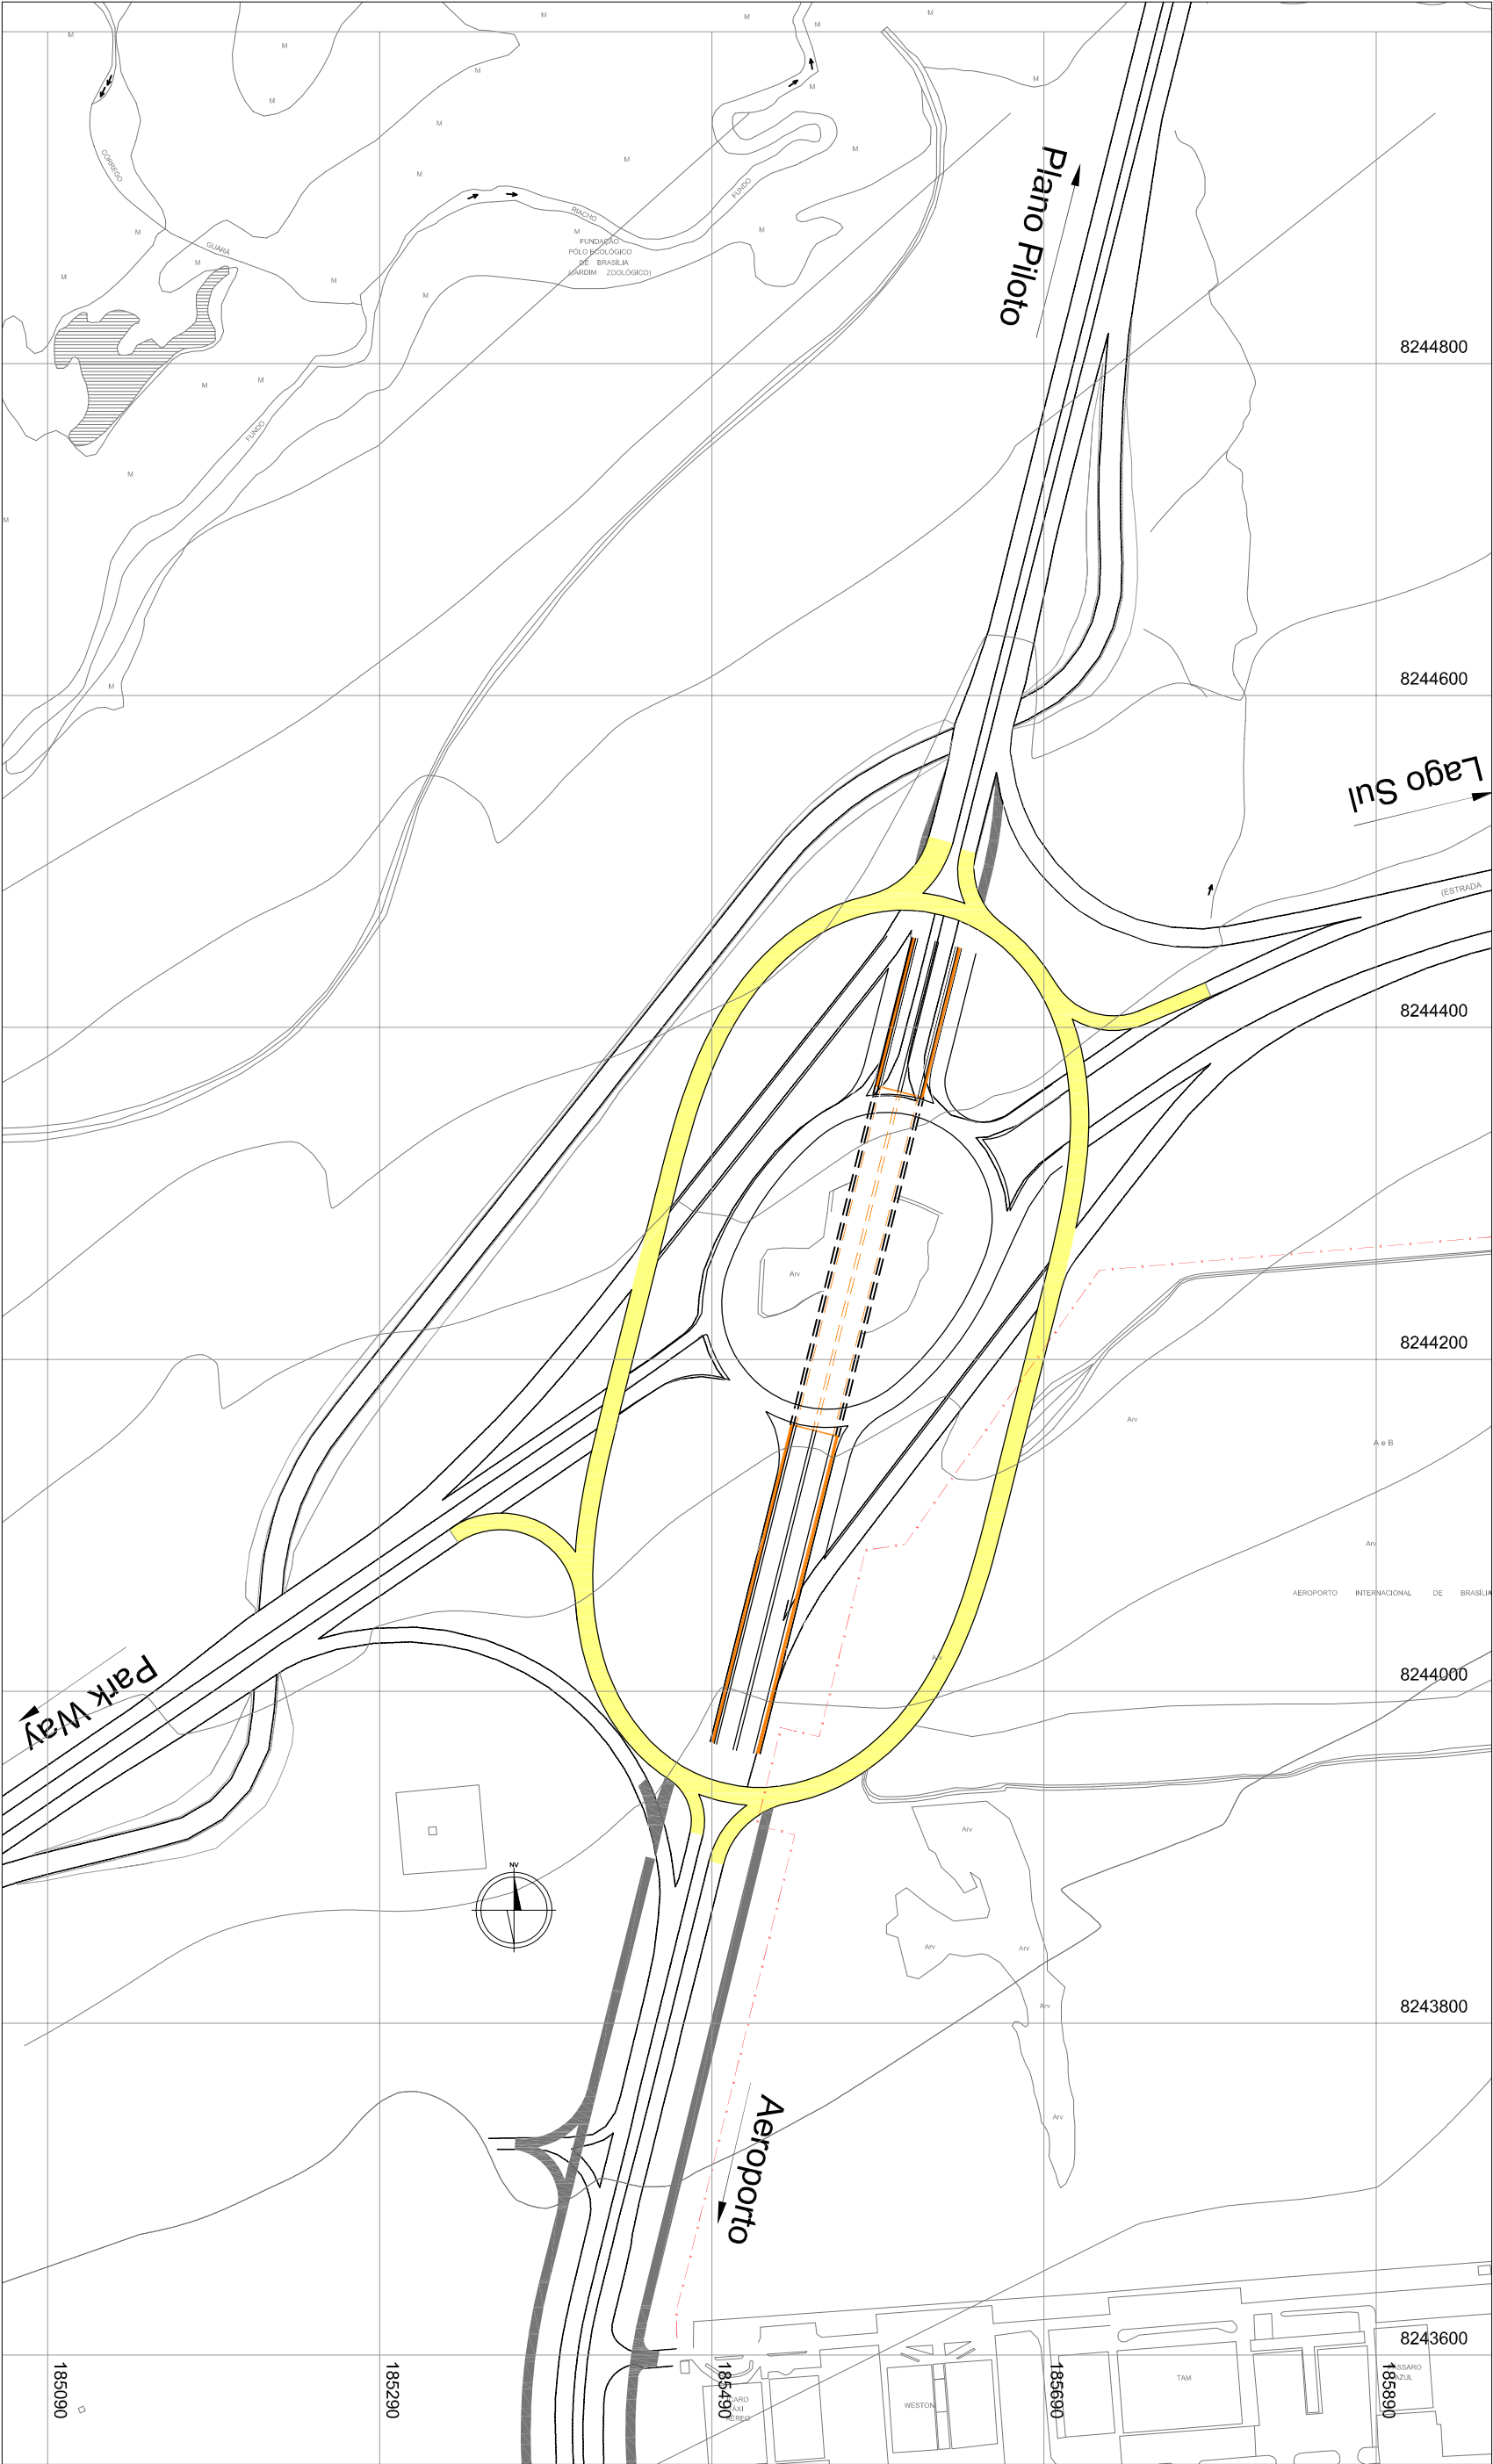 M
M
M
M
M
M
M
M
M
M
M
M
M
CÓRREGO
FUNDO
M
RIACHO
M
M
M
GUARÁ
FUNDAÇÃO
PÓLO ECOLÓGICO
DE BRASÍLIA
(JARDIM ZOOLÓGICO)
M
M
M
M
Plano Piloto
8244800
M
M
FUNDO
M
M
8244600
M
Lago Sul
(ESTRADA
8244400
Arv
8244200
Arv
A e B
Arv
AEROPORTO INTERNACIONAL DE BRASÍLIA
Arv
Park Way
8244000
Arv
NV
Arv
Arv
Arv
8243800
Aeroporto
Arv
8243600
185090
185290
185490
185690
185890
TAM
WESTON
AZUL